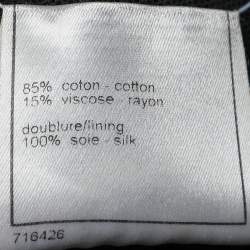 85% coton - cotton
15% viscose - rayon
doublure/lining
100% soie - silk
716426